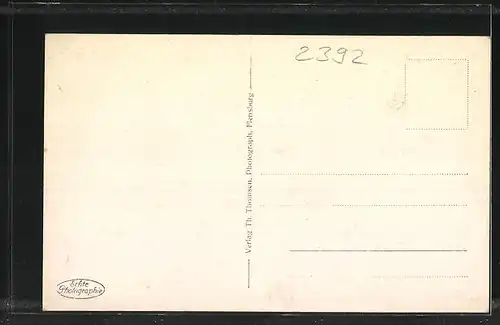 2392
Verlag Th. Thomsen, Photograph, Flensburg
Echte
Photographie